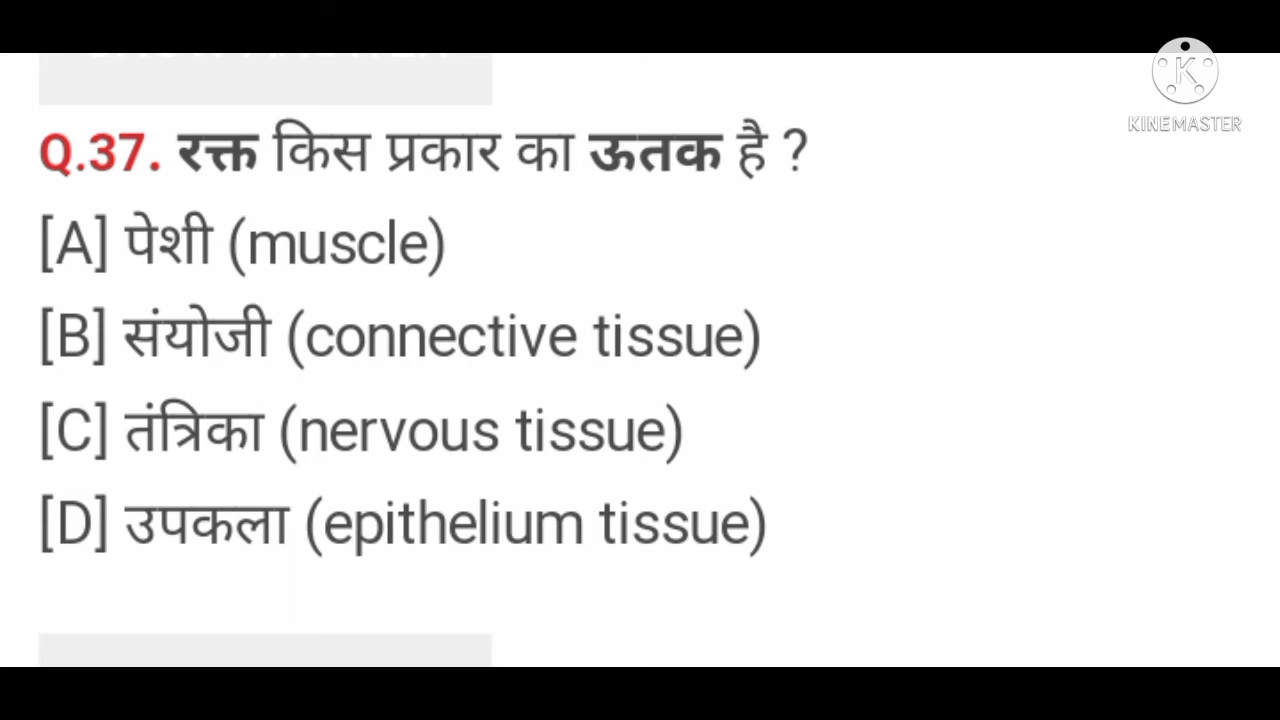 Q.37. रक्त किस प्रकार का ऊतक है ?
[A] पेशी (muscle)
[B] संयोजी (connective tissue)
[C] तंत्रिका (nervous tissue)
[D] उपकला (epithelium tissue)
K
KINEMASTER